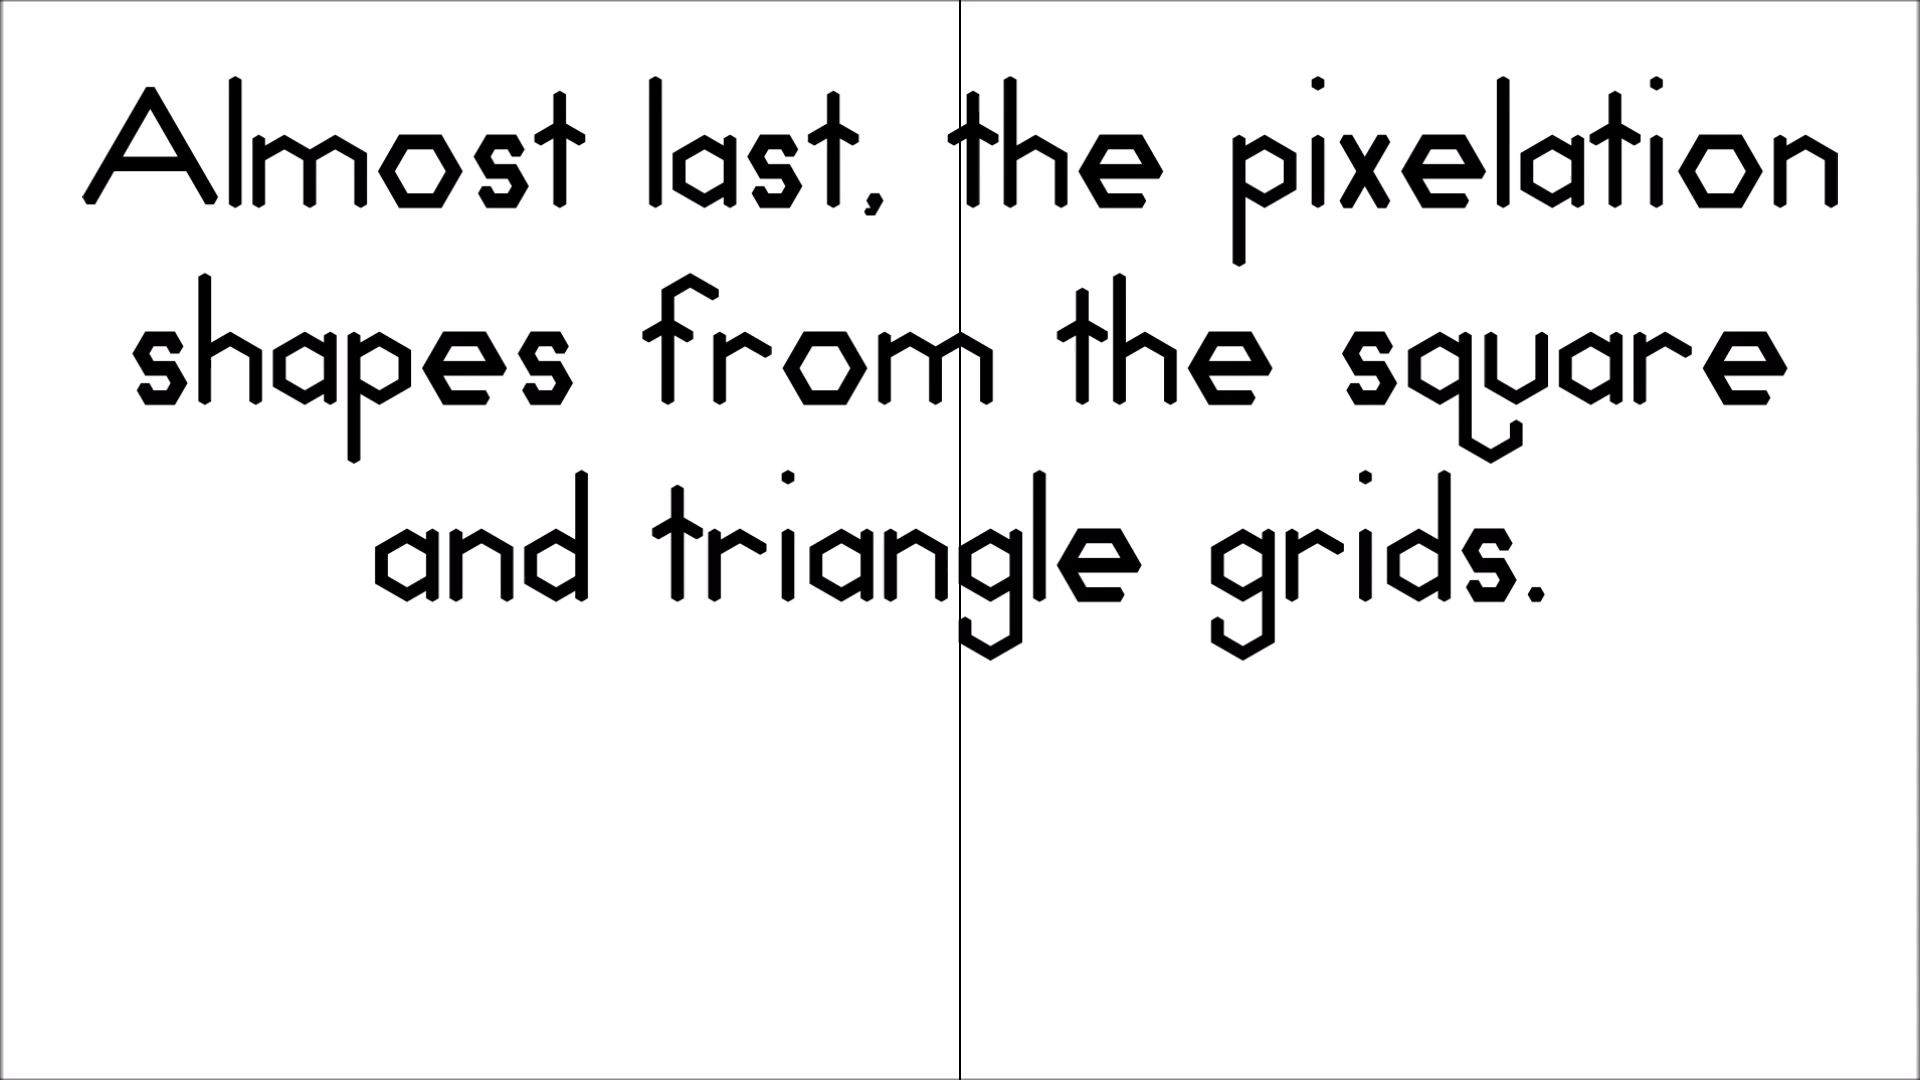 Almost last, the pixelation
shapes from the square
and triangle grids.